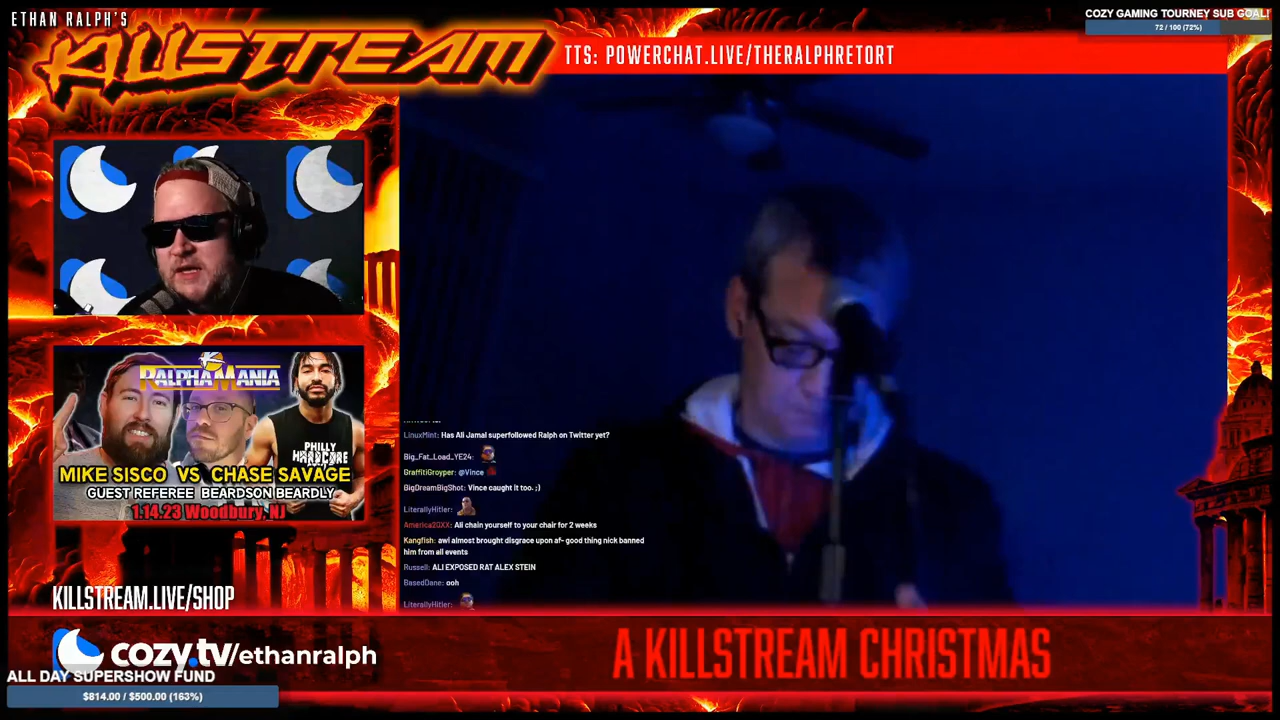 ETHAN RALPH'S
KILLSTREAM
TTS: POWERCHAT.LIVE/THERALPHRETORT
COZY GAMING TOURNEY SUB GOAL!
72 / 100 (72%)
RALPHAMANIA
PHILLY
HARDCORE
MIKE SISCO VS CHASE SAVAGE
GUEST REFEREE BEARDSON BEARDLY
1.14.23 Woodbury, NJ
LinuxMint: Has Ali Jamal superfollowed Ralph on Twitter yet?
Big_Fat_Load_YE24:
GraffitiGroyper: @Vince
BigDreamBigShot: Vince caught it too. ;)
LiterallyHitler:
America2GXX: Ali chain yourself to your chair for 2 weeks
Kangfish: awl almost brought disgrace upon af- good thing nick banned
him from all events
Russell: ALI EXPOSED RAT ALEX STEIN
BasedDane: ooh
LiterallyHitler:
KILLSTREAM.LIVE/SHOP
cozy.tv/ethanralph
ALL DAY SUPERSHOW FUND
$814.00 / $500.00 (163%)
A KILLSTREAM CHRISTMAS